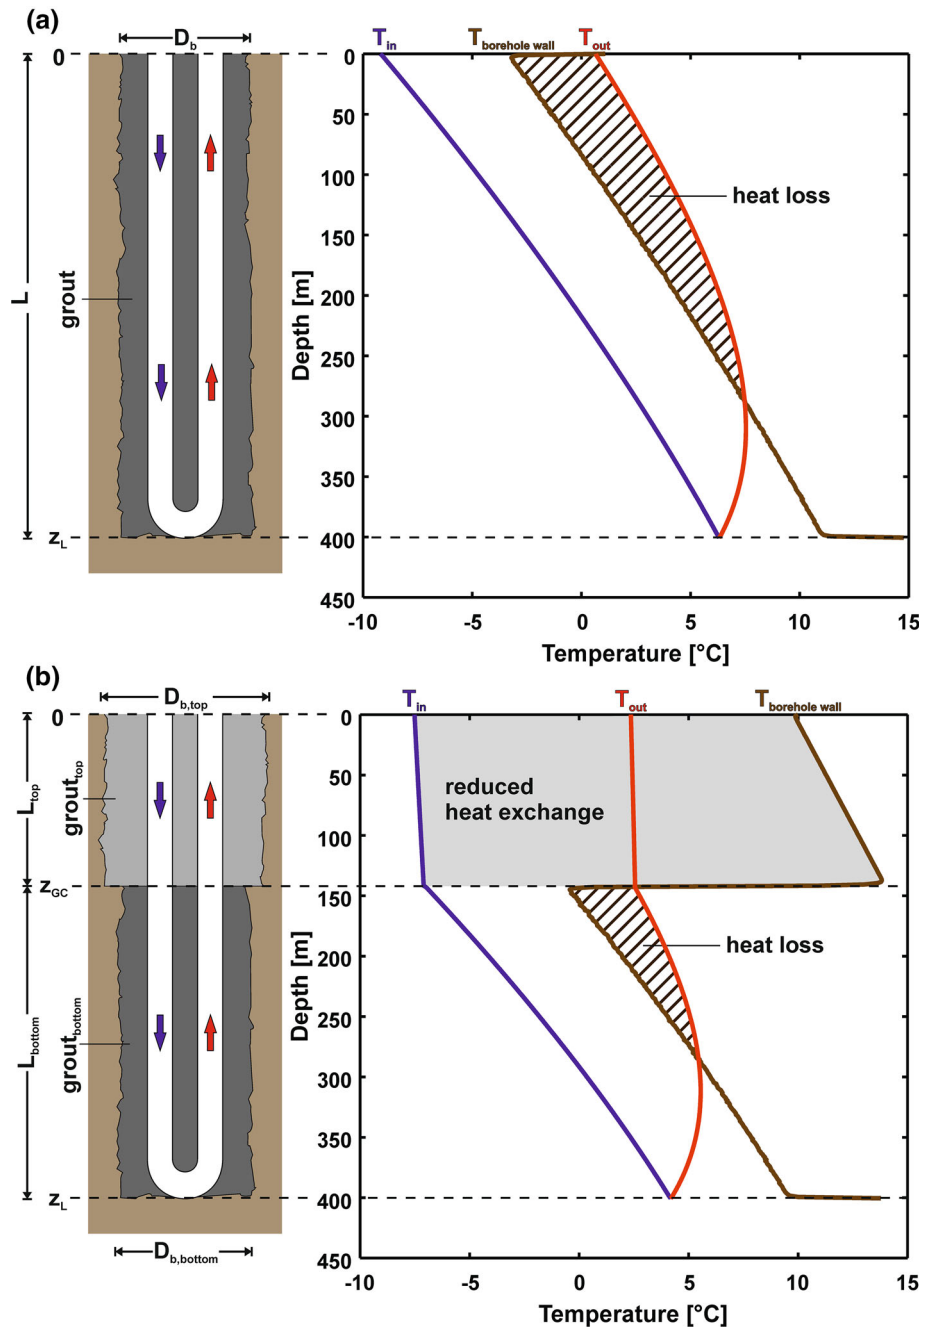 (a)
D_b
T_in
T_borehole wall
T_out
0
L
grout
z_L
heat loss
Depth [m]
0
50
100
150
200
250
300
350
400
450
-10
-5
0
5
10
15
Temperature [°C]
(b)
D_b,top
T_in
T_out
T_borehole wall
0
L_top
grout_top
z_GC
L_bottom
grout_bottom
z_L
D_b,bottom
reduced
heat exchange
heat loss
Depth [m]
0
50
100
150
200
250
300
350
400
450
-10
-5
0
5
10
15
Temperature [°C]